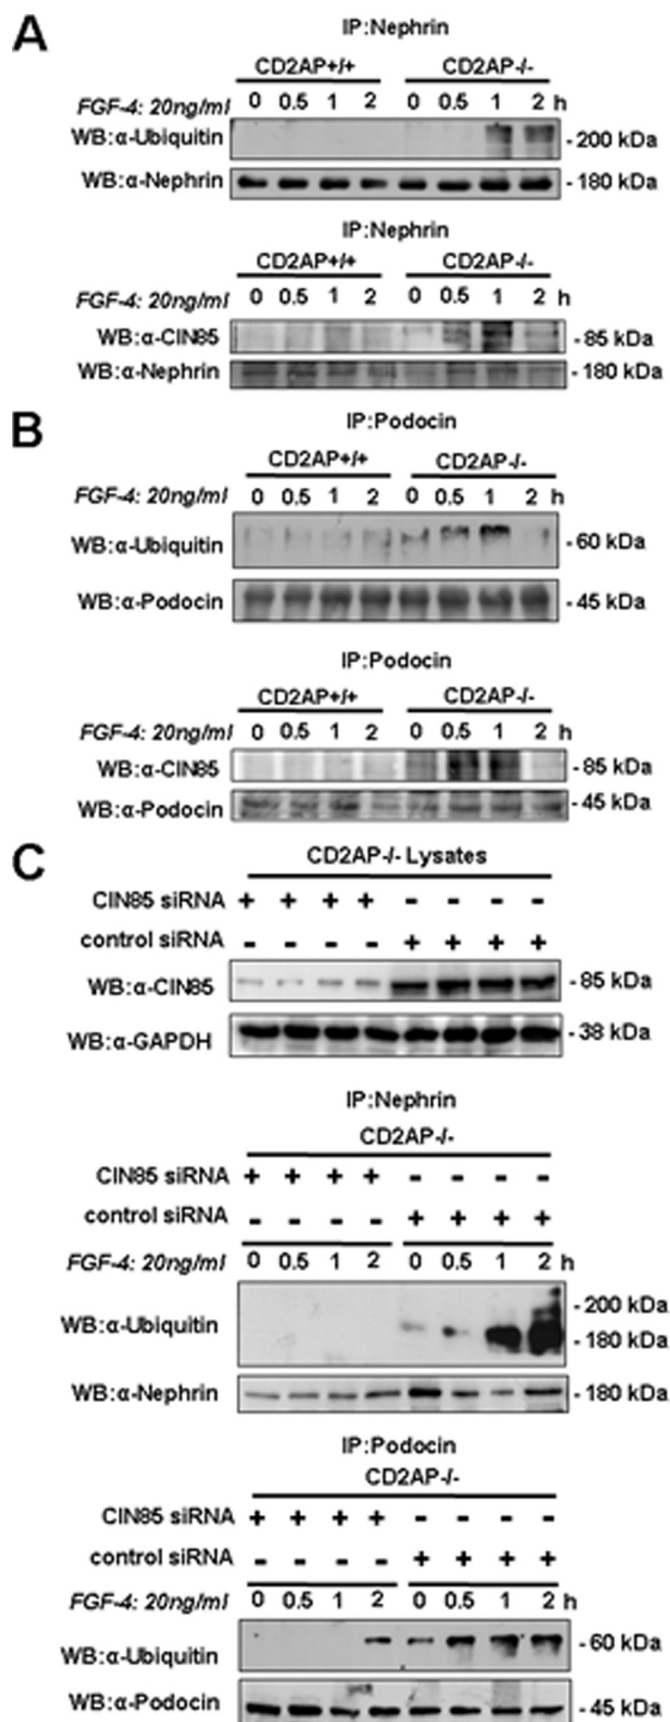 A
IP:Nephrin
CD2AP+/+ CD2AP-/-
FGF-4: 20ng/ml 0 0.5 1 2 0 0.5 1 2 h
WB:α-Ubiquitin - 200 kDa
WB:α-Nephrin - 180 kDa
IP:Nephrin
CD2AP+/+ CD2AP-/-
FGF-4: 20ng/ml 0 0.5 1 2 0 0.5 1 2 h
WB:α-CIN85 - 85 kDa
WB:α-Nephrin - 180 kDa
B
IP:Podocin
CD2AP+/+ CD2AP-/-
FGF-4: 20ng/ml 0 0.5 1 2 0 0.5 1 2 h
WB:α-Ubiquitin - 60 kDa
WB:α-Podocin - 45 kDa
IP:Podocin
CD2AP+/+ CD2AP-/-
FGF-4: 20ng/ml 0 0.5 1 2 0 0.5 1 2 h
WB:α-CIN85 - 85 kDa
WB:α-Podocin - 45 kDa
C
CD2AP-/- Lysates
CIN85 siRNA + + + + - - - -
control siRNA - - - - + + + +
WB:α-CIN85 - 85 kDa
WB:α-GAPDH - 38 kDa
IP:Nephrin
CD2AP-/-
CIN85 siRNA + + + + - - - -
control siRNA - - - - + + + +
FGF-4: 20ng/ml 0 0.5 1 2 0 0.5 1 2 h
- 200 kDa
WB:α-Ubiquitin - 180 kDa
WB:α-Nephrin - 180 kDa
IP:Podocin
CD2AP-/-
CIN85 siRNA + + + + - - - -
control siRNA - - - - + + + +
FGF-4: 20ng/ml 0 0.5 1 2 0 0.5 1 2 h
WB:α-Ubiquitin - 60 kDa
WB:α-Podocin - 45 kDa